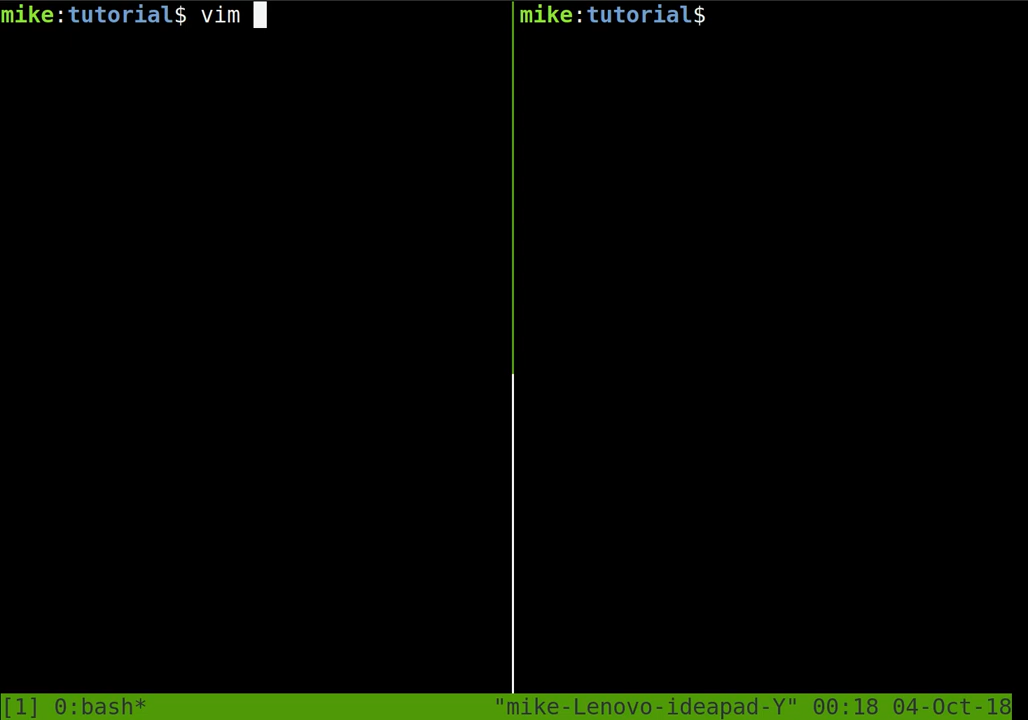 mike:tutorial$ vim
mike:tutorial$
[1] 0:bash* "mike-Lenovo-ideapad-Y" 00:18 04-Oct-18